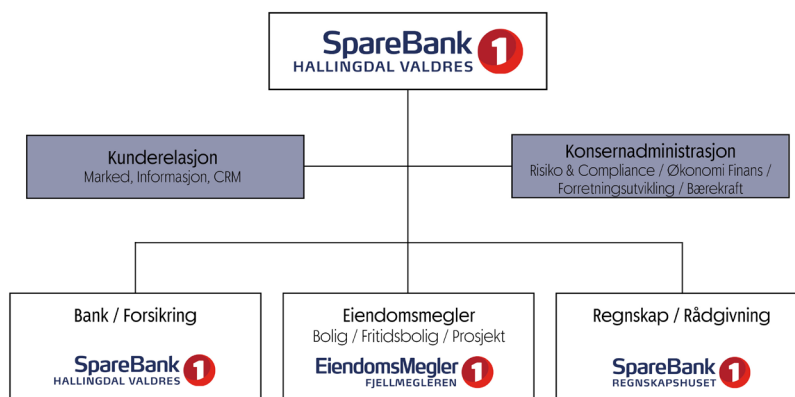 SpareBank 1
HALLINGDAL VALDRES
Kunderelasjon
Marked, Informasjon, CRM
Konsernadministrasjon
Risiko & Compliance / Økonomi Finans /
Forretningsutvikling / Bærekraft
Bank / Forsikring
SpareBank 1
HALLINGDAL VALDRES
Eiendomsmegler
Bolig / Fritidsbolig / Prosjekt
EiendomsMegler 1
FJELLMEGLEREN
Regnskap / Rådgivning
SpareBank 1
REGNSKAPSHUSET